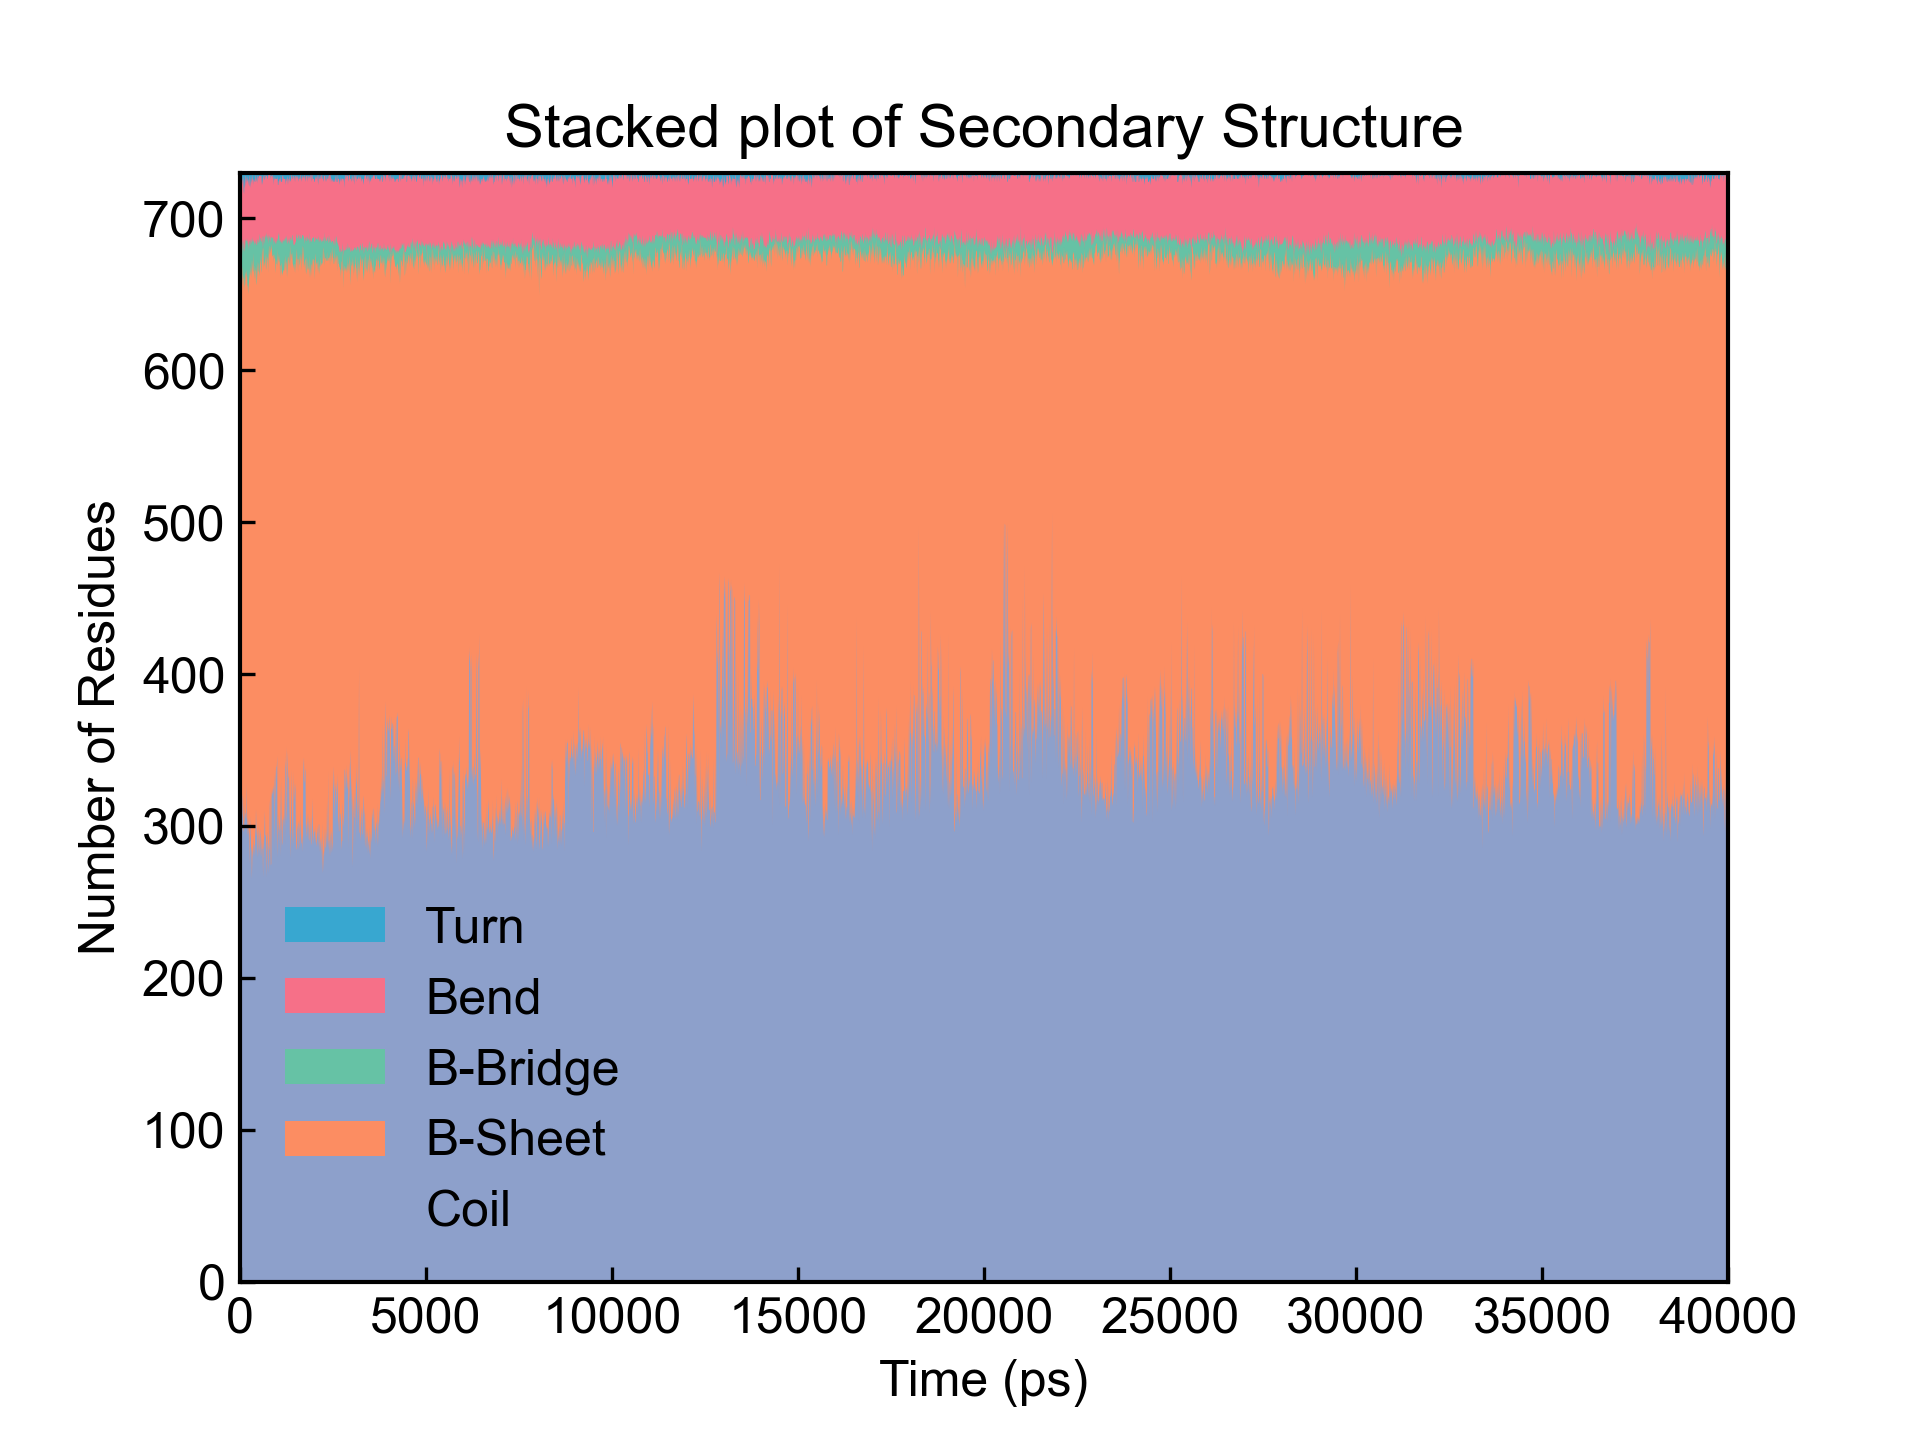 Stacked plot of Secondary Structure
Number of Residues
700
600
500
400
300
200
100
0
Turn
Bend
B-Bridge
B-Sheet
Coil
0 5000 10000 15000 20000 25000 30000 35000 40000
Time (ps)